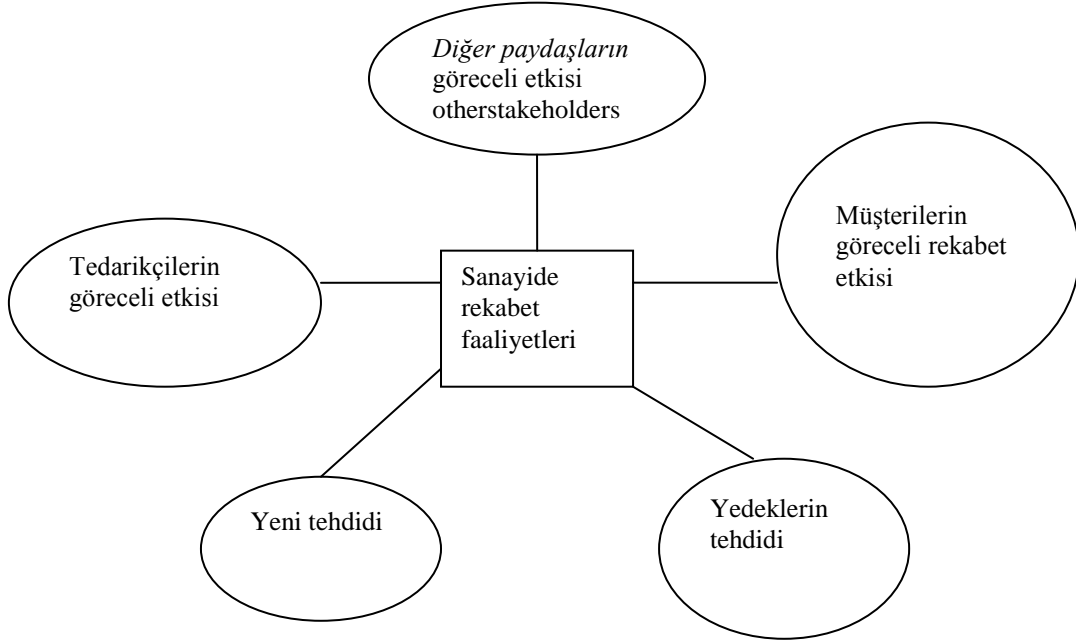 Diğer paydaşların
göreceli etkisi
otherstakeholders
Müşterilerin
göreceli rekabet
etkisi
Tedarikçilerin
göreceli etkisi
Sanayide
rekabet
faaliyetleri
Yeni tehdidi
Yedeklerin
tehdidi